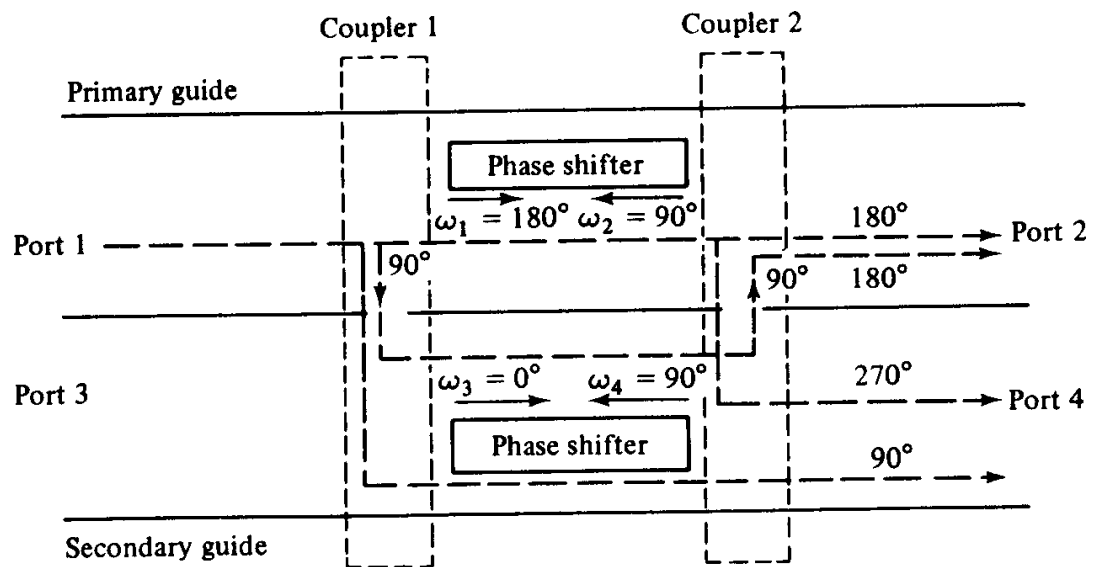 Coupler 1
Coupler 2
Primary guide
Phase shifter
ω₁ = 180° ω₂ = 90°
180°
Port 1
Port 2
90°
90°
180°
ω₃ = 0°
ω₄ = 90°
270°
Port 3
Port 4
Phase shifter
90°
Secondary guide